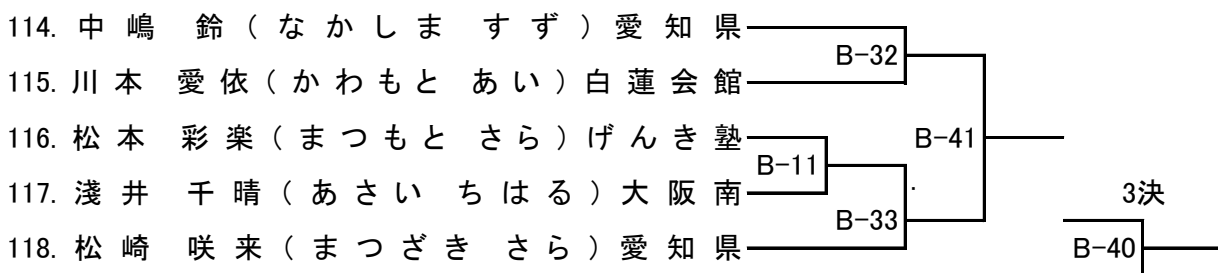 114. 中嶋 鈴(なかしま すず)愛知県
B-32
115. 川本 愛依(かわもと あい)白蓮会館
116. 松本 彩楽(まつもと さら)げんき塾
B-41
B-11
117. 淺井 千晴(あさい ちはる)大阪南
3決
B-33
118. 松崎 咲来(まつざき さら)愛知県
B-40